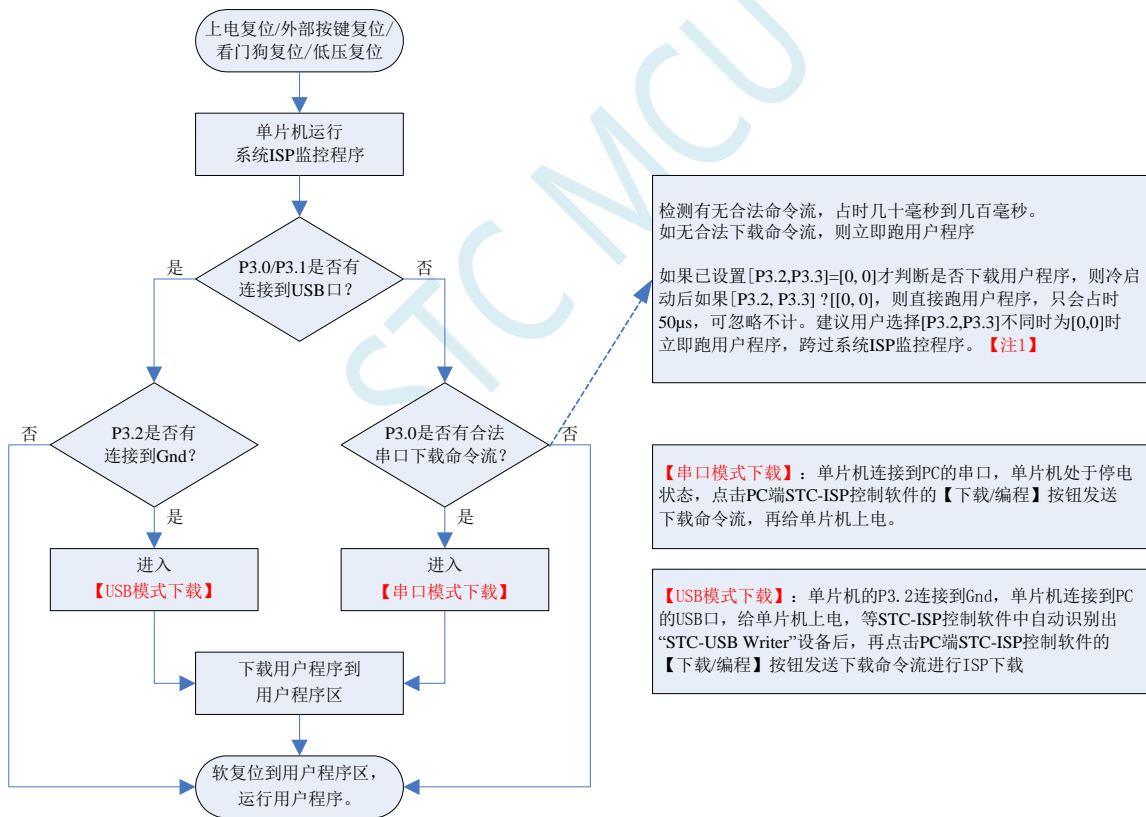 上电复位/外部按键复位/
看门狗复位/低压复位
单片机运行
系统ISP监控程序
P3.0/P3.1是否有
连接到USB口?
是
否
P3.2是否有
连接到Gnd?
否
是
P3.0是否有合法
串口下载命令流?
否
是
进入
【USB模式下载】
进入
【串口模式下载】
下载用户程序到
用户程序区
软复位到用户程序区,
运行用户程序。
检测有无合法命令流,占时几十毫秒到几百毫秒。
如无合法下载命令流,则立即跑用户程序
如果已设置[P3.2,P3.3]=[0, 0]才判断是否下载用户程序,则冷启
动后如果[P3.2, P3.3] ?[[0, 0],则直接跑用户程序,只会占时
50μs,可忽略不计。建议用户选择[P3.2,P3.3]不同时为[0,0]时
立即跑用户程序,跨过系统ISP监控程序。【注1】
【串口模式下载】:单片机连接到PC的串口,单片机处于停电
状态,点击PC端STC-ISP控制软件的【下载/编程】按钮发送
下载命令流,再给单片机上电。
【USB模式下载】:单片机的P3.2连接到Gnd,单片机连接到PC
的USB口,给单片机上电,等STC-ISP控制软件中自动识别出
“STC-USB Writer”设备后,再点击PC端STC-ISP控制软件的
【下载/编程】按钮发送下载命令流进行ISP下载
STC MCU